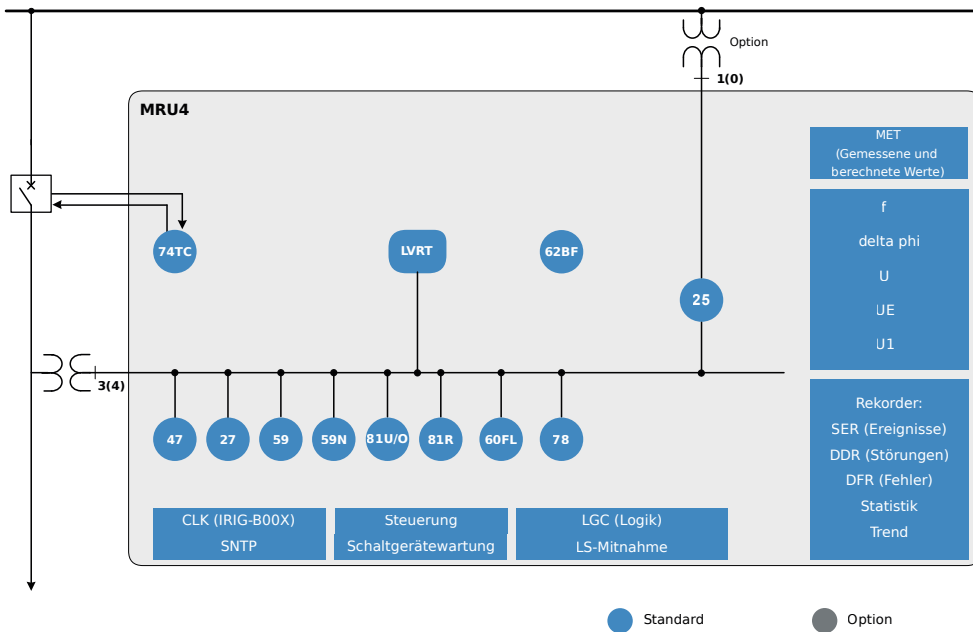 Option
1(0)
MRU4
MET
(Gemessene und
berechnete Werte)
f
delta phi
U
UE
U1
74TC
LVRT
62BF
25
3(4)
47
27
59
59N
81U/O
81R
60FL
78
Rekorder:
SER (Ereignisse)
DDR (Störungen)
DFR (Fehler)
Statistik
Trend
CLK (IRIG-B00X)
SNTP
Steuerung
Schaltgerätewartung
LGC (Logik)
LS-Mitnahme
Standard
Option